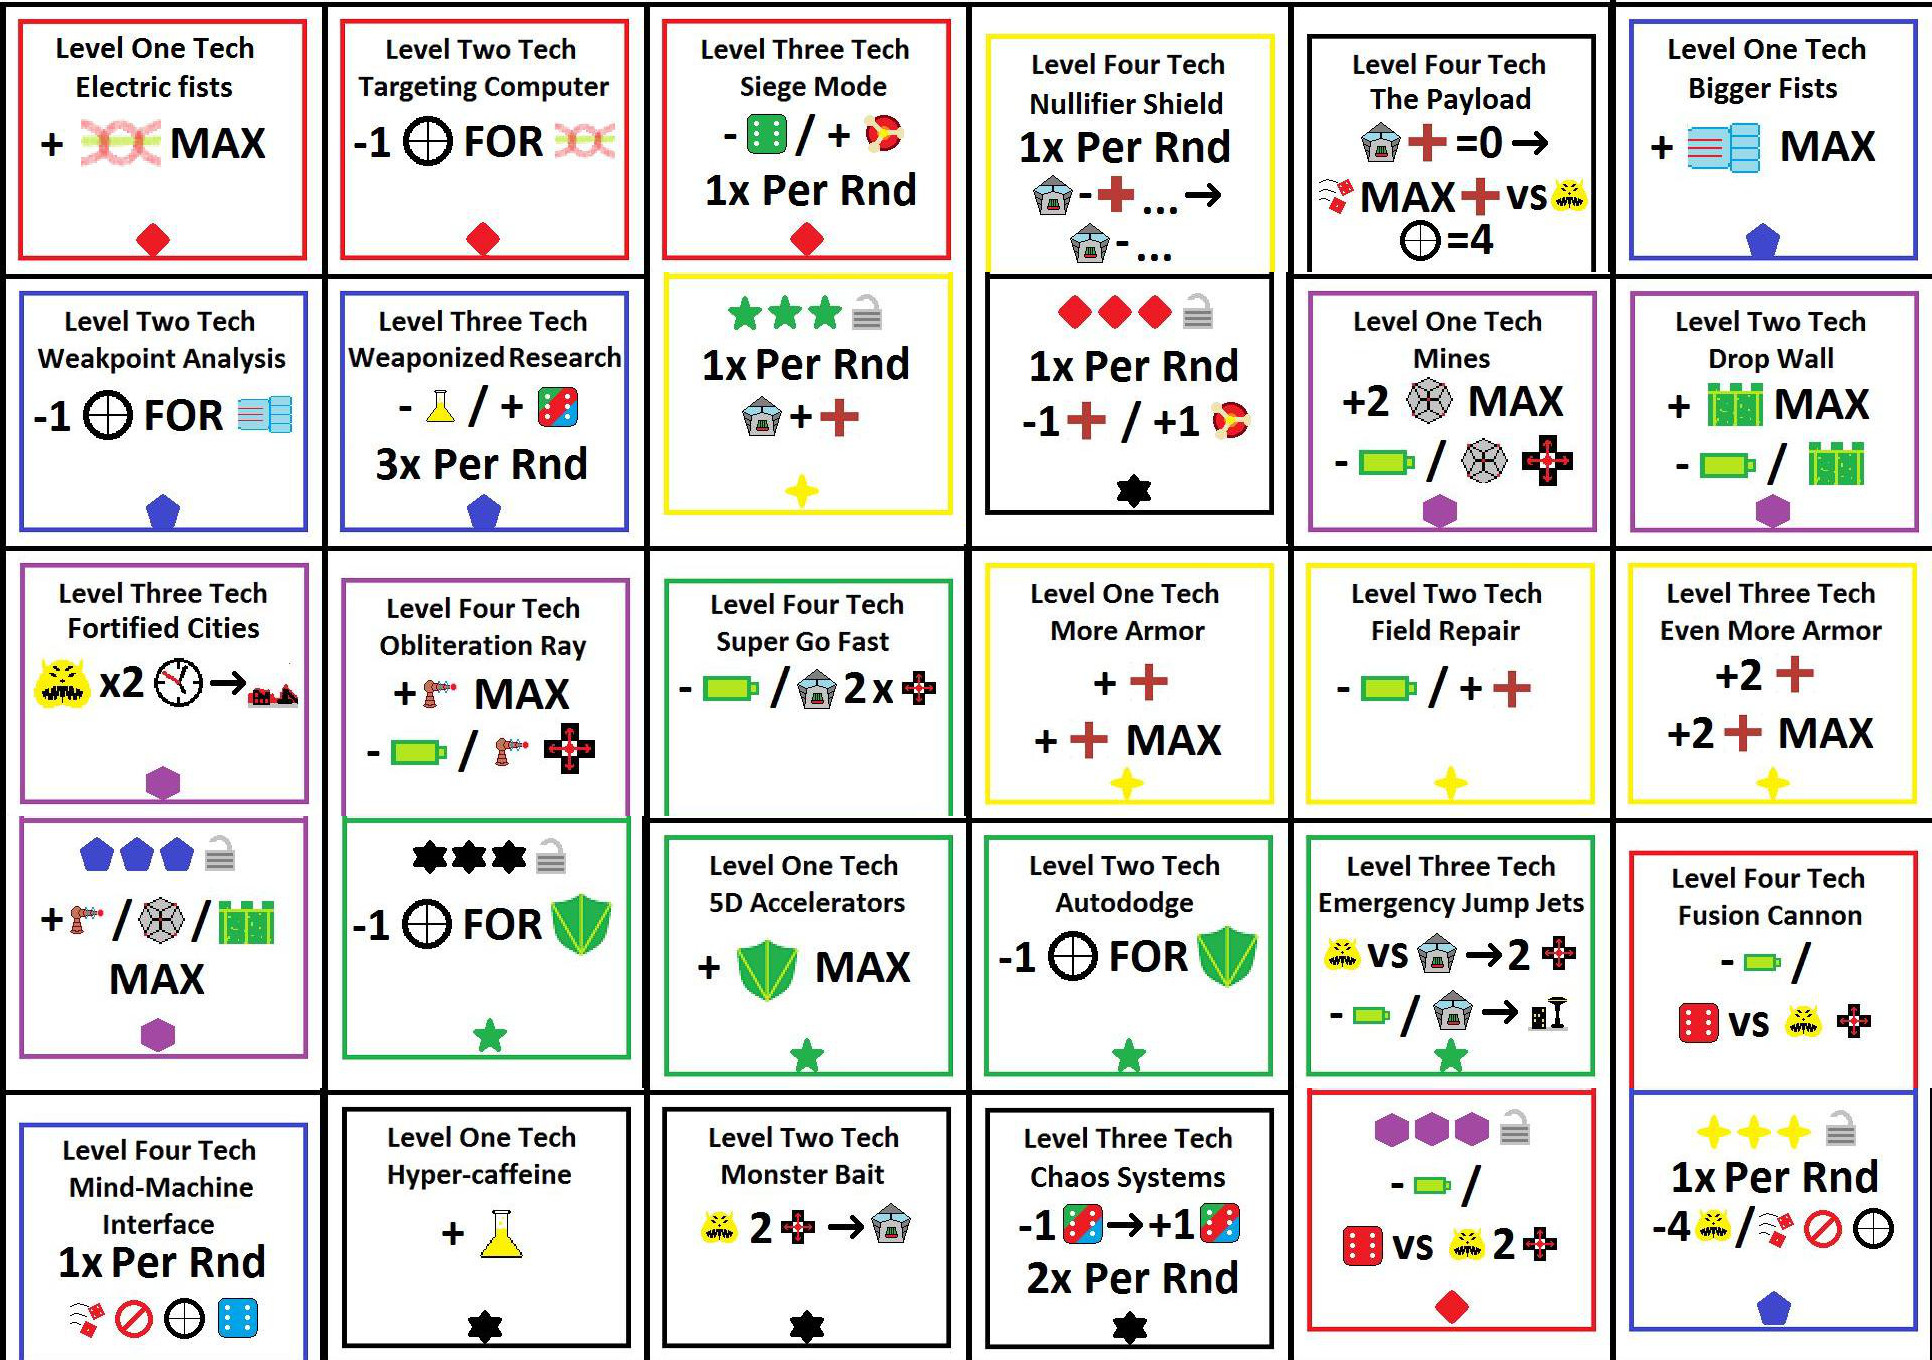 Level One Tech
Electric fists
+ MAX
Level Two Tech
Targeting Computer
-1 FOR
Level Three Tech
Siege Mode
- / +
1x Per Rnd
Level Four Tech
Nullifier Shield
1x Per Rnd
- ... →
- ...
Level Four Tech
The Payload
=0 →
MAX vs
=4
Level One Tech
Bigger Fists
+ MAX
Level Two Tech
Weakpoint Analysis
-1 FOR
Level Three Tech
Weaponized Research
- / +
3x Per Rnd
1x Per Rnd
+
1x Per Rnd
-1 / +1
Level One Tech
Mines
+2 MAX
- /
Level Two Tech
Drop Wall
+ MAX
- /
Level Three Tech
Fortified Cities
x2 →
Level Four Tech
Obliteration Ray
+ MAX
- /
Level Four Tech
Super Go Fast
- / 2 x
Level One Tech
More Armor
+
+ MAX
Level Two Tech
Field Repair
- / +
Level Three Tech
Even More Armor
+2
+2 MAX
+ / /
MAX
-1 FOR
Level One Tech
5D Accelerators
+ MAX
Level Two Tech
Autododge
-1 FOR
Level Three Tech
Emergency Jump Jets
vs → 2
- / →
Level Four Tech
Fusion Cannon
- /
vs
Level Four Tech
Mind-Machine
Interface
1x Per Rnd
Level One Tech
Hyper-caffeine
+
Level Two Tech
Monster Bait
2 →
Level Three Tech
Chaos Systems
-1 → +1
2x Per Rnd
- /
vs 2
1x Per Rnd
-4 /